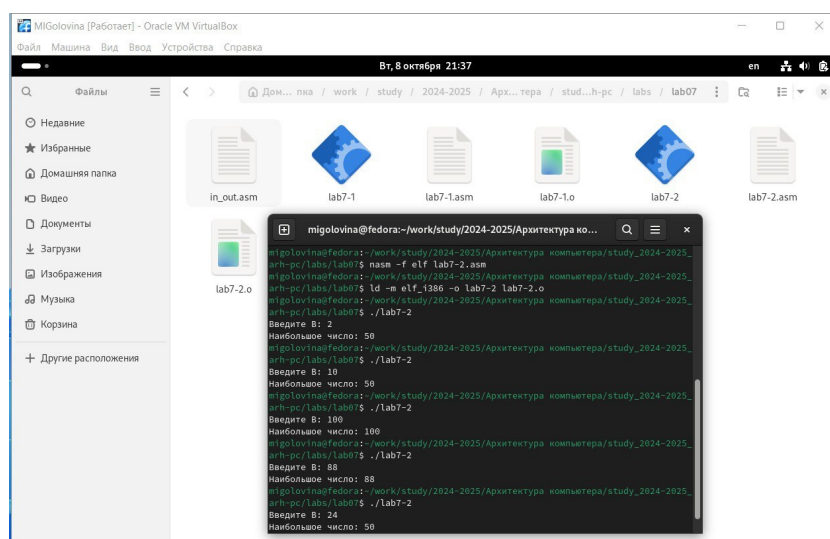 MIGolovina [Работает] - Oracle VM VirtualBox
Файл Машина Вид Ввод Устройства Справка
Вт, 8 октября 21:37
en
Файлы
Дом... пка / work / study / 2024-2025 / Арх... тера / stud...h-pc / labs / lab07
Недавние
Избранные
Домашняя папка
Видео
Документы
Загрузки
Изображения
Музыка
Корзина
+ Другие расположения
in_out.asm
lab7-1
lab7-1.asm
lab7-1.o
lab7-2
lab7-2.asm
lab7-2.o
migolovina@fedora:~/work/study/2024-2025/Архитектура ко...
migolovina@fedora:~/work/study/2024-2025/Архитектура компьютера/study_2024-2025_
arh-pc/labs/lab07$ nasm -f elf lab7-2.asm
migolovina@fedora:~/work/study/2024-2025/Архитектура компьютера/study_2024-2025_
arh-pc/labs/lab07$ ld -m elf_i386 -o lab7-2 lab7-2.o
migolovina@fedora:~/work/study/2024-2025/Архитектура компьютера/study_2024-2025_
arh-pc/labs/lab07$ ./lab7-2
Введите В: 2
Наибольшое число: 50
migolovina@fedora:~/work/study/2024-2025/Архитектура компьютера/study_2024-2025_
arh-pc/labs/lab07$ ./lab7-2
Введите В: 10
Наибольшое число: 50
migolovina@fedora:~/work/study/2024-2025/Архитектура компьютера/study_2024-2025_
arh-pc/labs/lab07$ ./lab7-2
Введите В: 100
Наибольшое число: 100
migolovina@fedora:~/work/study/2024-2025/Архитектура компьютера/study_2024-2025_
arh-pc/labs/lab07$ ./lab7-2
Введите В: 88
Наибольшое число: 88
migolovina@fedora:~/work/study/2024-2025/Архитектура компьютера/study_2024-2025_
arh-pc/labs/lab07$ ./lab7-2
Введите В: 24
Наибольшое число: 50